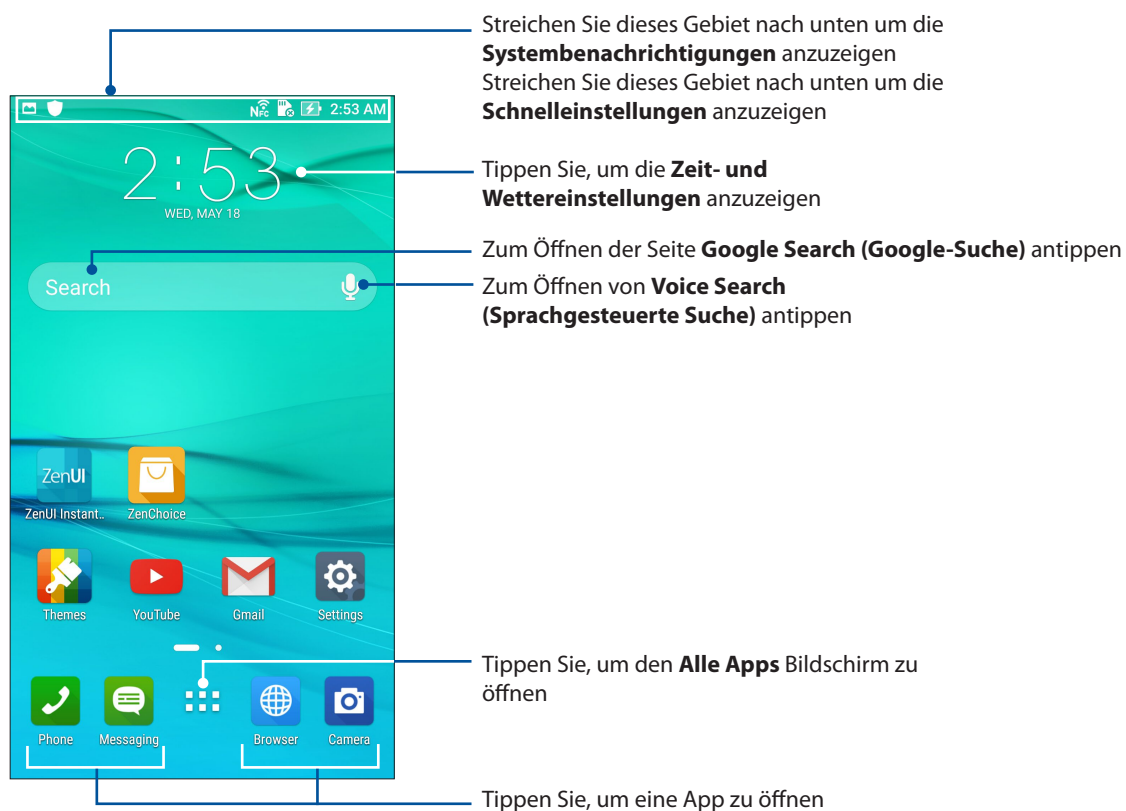 Streichen Sie dieses Gebiet nach unten um die
Systembenachrichtigungen anzuzeigen
Streichen Sie dieses Gebiet nach unten um die
Schnelleinstellungen anzuzeigen
NFC 2:53 AM
2:53
WED, MAY 18
Tippen Sie, um die Zeit- und
Wettereinstellungen anzuzeigen
Zum Öffnen der Seite Google Search (Google-Suche) antippen
Search
Zum Öffnen von Voice Search
(Sprachgesteuerte Suche) antippen
ZenUI
ZenUI Instant.. ZenChoice
Themes YouTube Gmail Settings
Tippen Sie, um den Alle Apps Bildschirm zu
öffnen
Phone Messaging Browser Camera
Tippen Sie, um eine App zu öffnen